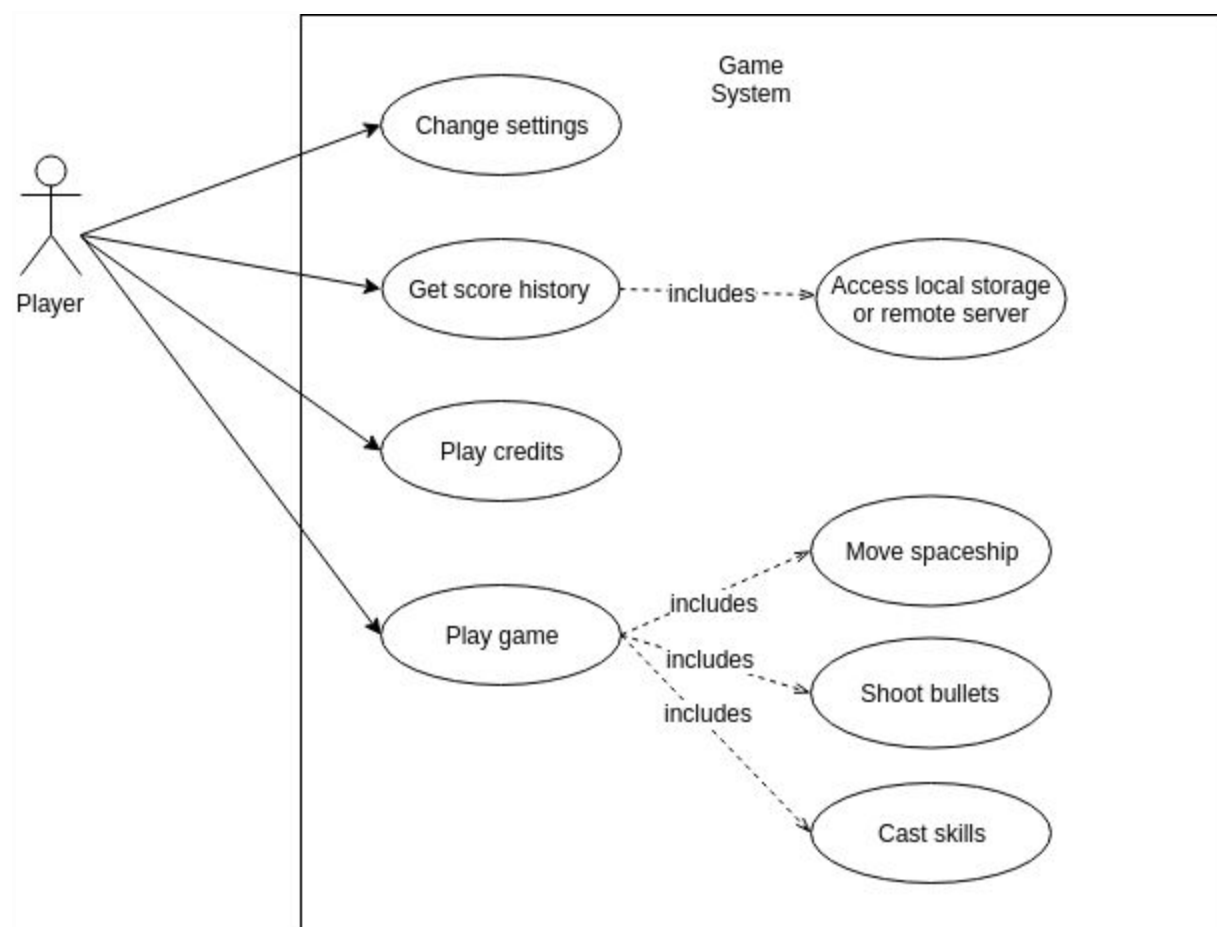 Game
System
Change settings
Player
Get score history
includes
Access local storage
or remote server
Play credits
Play game
includes
Move spaceship
includes
Shoot bullets
includes
Cast skills